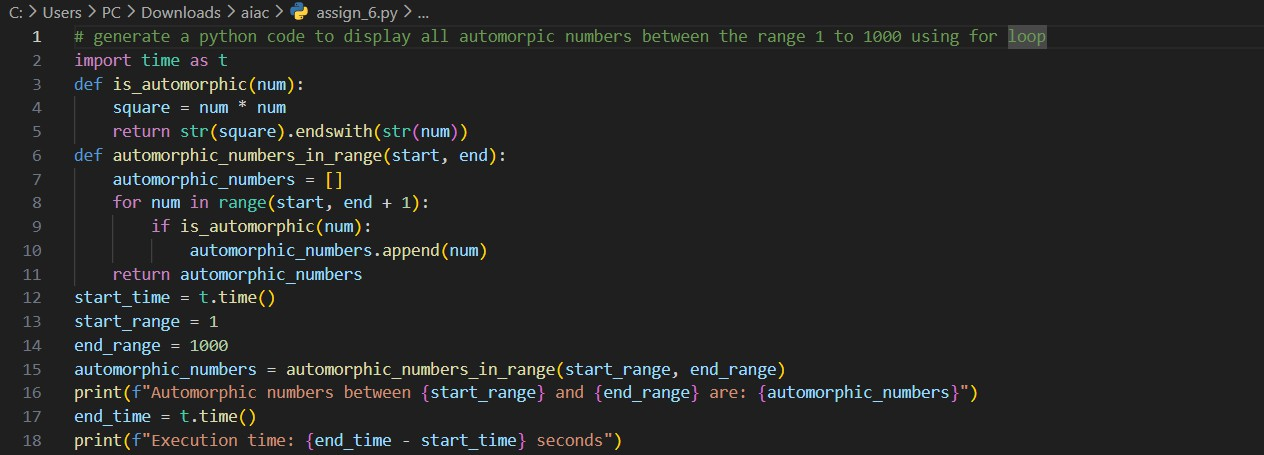 C: > Users > PC > Downloads > aiac > assign_6.py > ...
1 # generate a python code to display all automorpic numbers between the range 1 to 1000 using for loop
2 import time as t
3 def is_automorphic(num):
4     square = num * num
5     return str(square).endswith(str(num))
6 def automorphic_numbers_in_range(start, end):
7     automorphic_numbers = []
8     for num in range(start, end + 1):
9         if is_automorphic(num):
10             automorphic_numbers.append(num)
11     return automorphic_numbers
12 start_time = t.time()
13 start_range = 1
14 end_range = 1000
15 automorphic_numbers = automorphic_numbers_in_range(start_range, end_range)
16 print(f"Automorphic numbers between {start_range} and {end_range} are: {automorphic_numbers}")
17 end_time = t.time()
18 print(f"Execution time: {end_time - start_time} seconds")